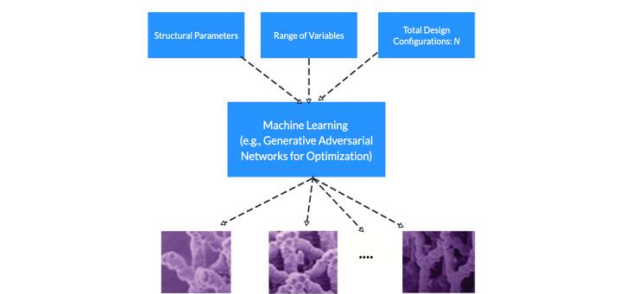 Structural Parameters
Range of Variables
Total Design
Configurations: N
Machine Learning
(e.g., Generative Adversarial
Networks for Optimization)
....